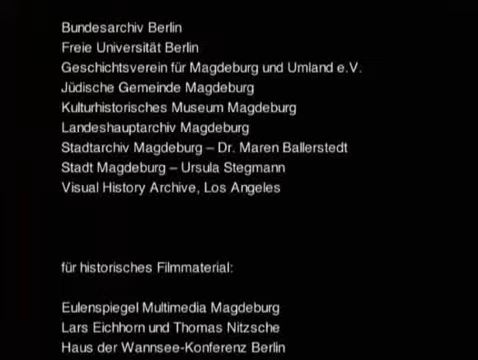 Bundesarchiv Berlin
Freie Universität Berlin
Geschichtsverein für Magdeburg und Umland e.V.
Jüdische Gemeinde Magdeburg
Kulturhistorisches Museum Magdeburg
Landeshauptarchiv Magdeburg
Stadtarchiv Magdeburg – Dr. Maren Ballerstedt
Stadt Magdeburg – Ursula Stegmann
Visual History Archive, Los Angeles
für historisches Filmmaterial:
Eulenspiegel Multimedia Magdeburg
Lars Eichhorn und Thomas Nitzsche
Haus der Wannsee-Konferenz Berlin